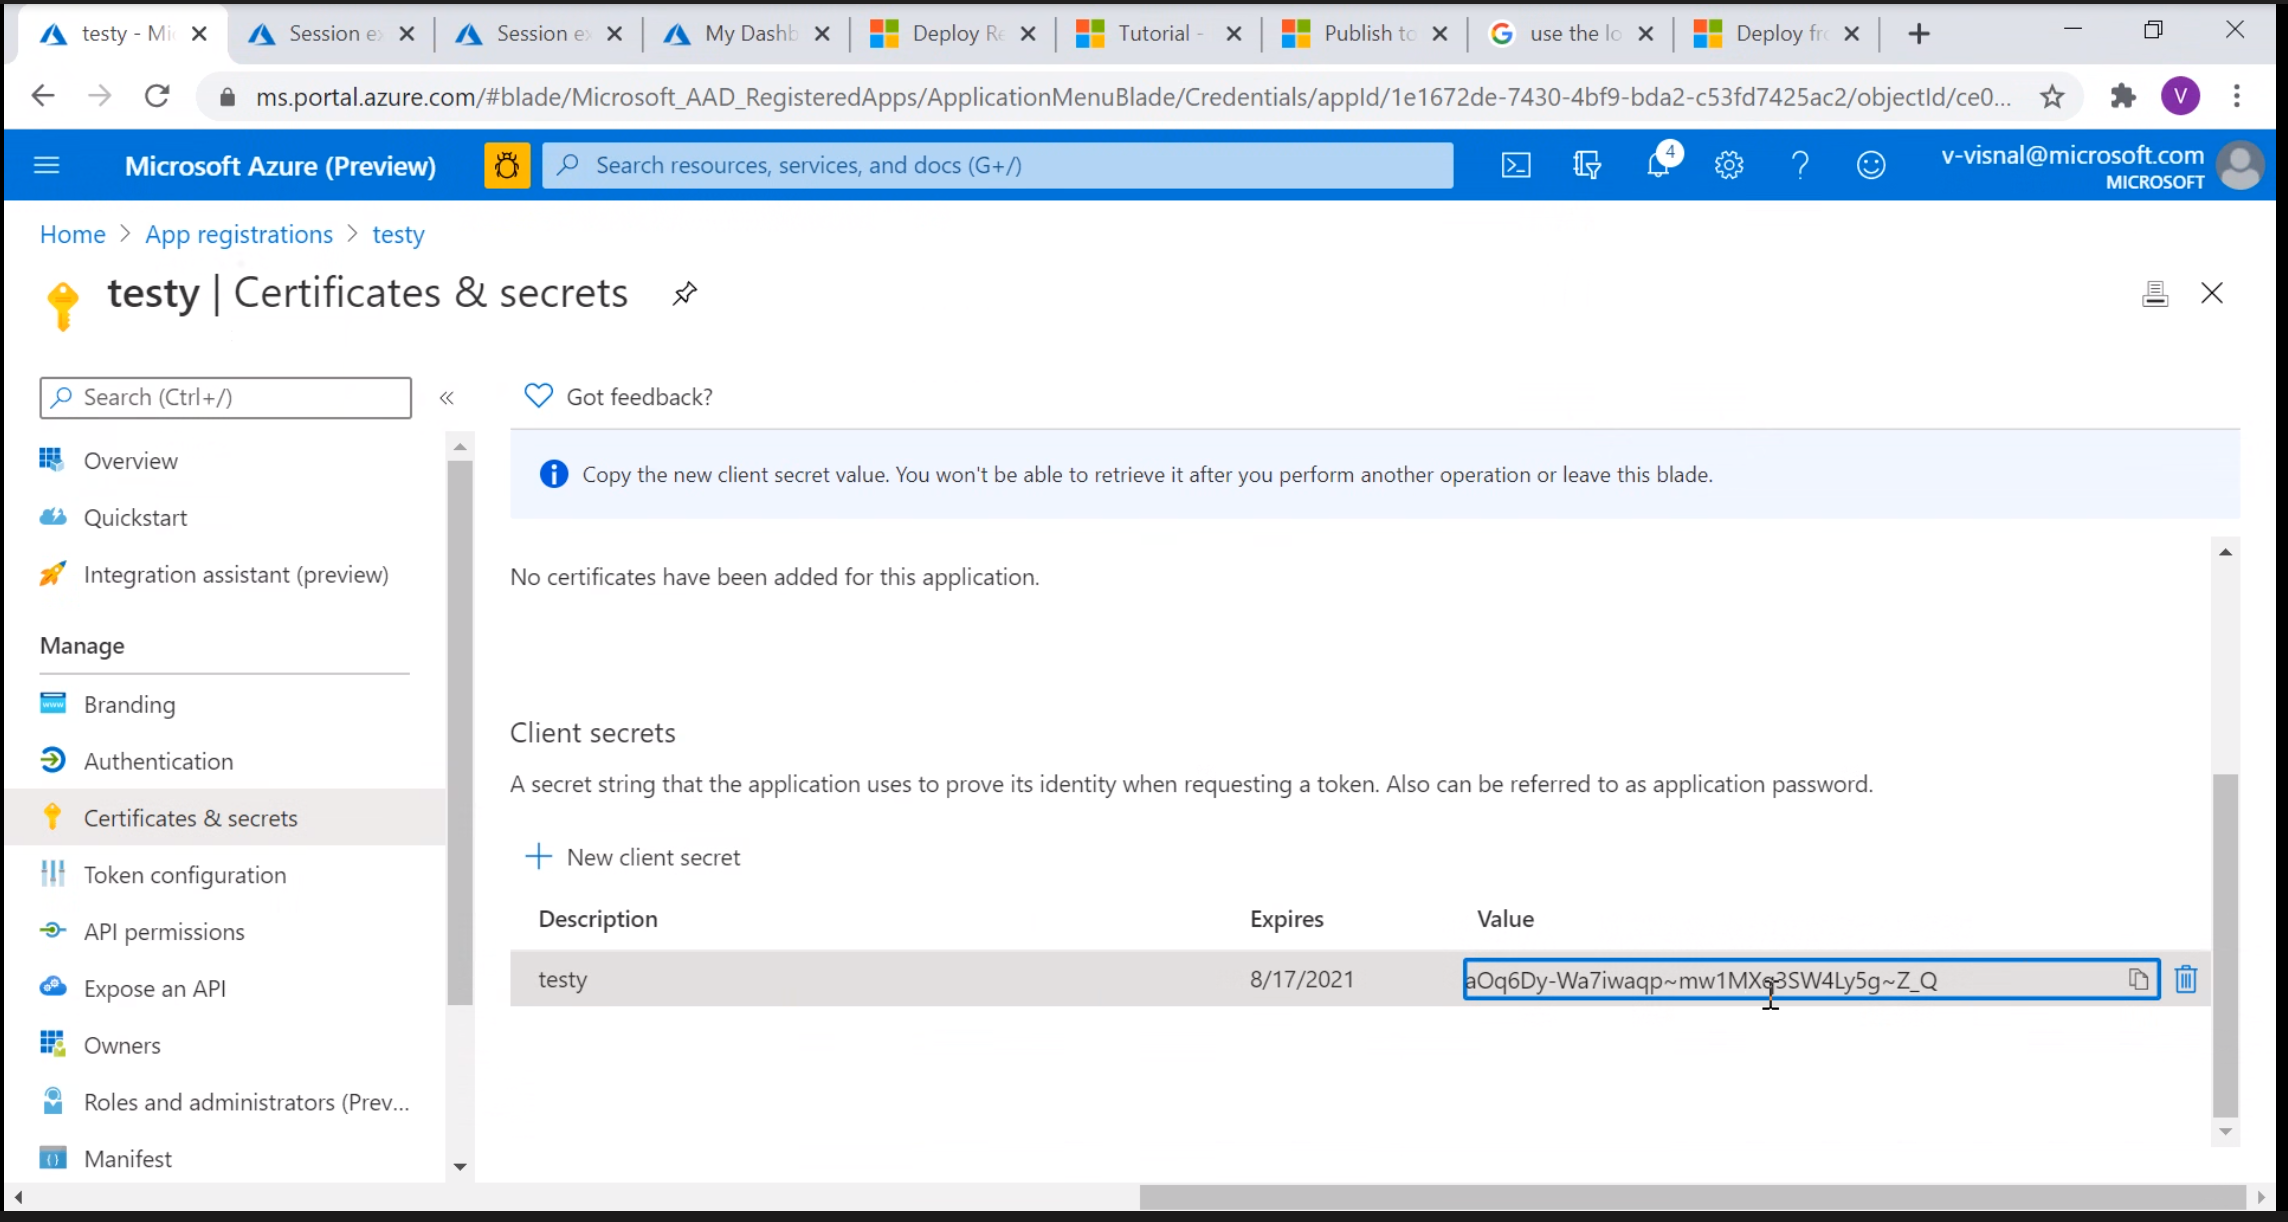 testy - Mi
Session e
Session e
My Dashb
Deploy Re
Tutorial -
Publish to
use the lo
Deploy fr
ms.portal.azure.com/#blade/Microsoft_AAD_RegisteredApps/ApplicationMenuBlade/Credentials/appId/1e1672de-7430-4bf9-bda2-c53fd7425ac2/objectId/ce0...
V
Microsoft Azure (Preview)
Search resources, services, and docs (G+/)
4
v-visnal@microsoft.com
MICROSOFT
Home > App registrations > testy
testy | Certificates & secrets
Search (Ctrl+/)
«
Got feedback?
Overview
Quickstart
Integration assistant (preview)
Manage
Branding
Authentication
Certificates & secrets
Token configuration
API permissions
Expose an API
Owners
Roles and administrators (Prev...
Manifest
Copy the new client secret value. You won't be able to retrieve it after you perform another operation or leave this blade.
No certificates have been added for this application.
Client secrets
A secret string that the application uses to prove its identity when requesting a token. Also can be referred to as application password.
New client secret
Description Expires Value
testy 8/17/2021